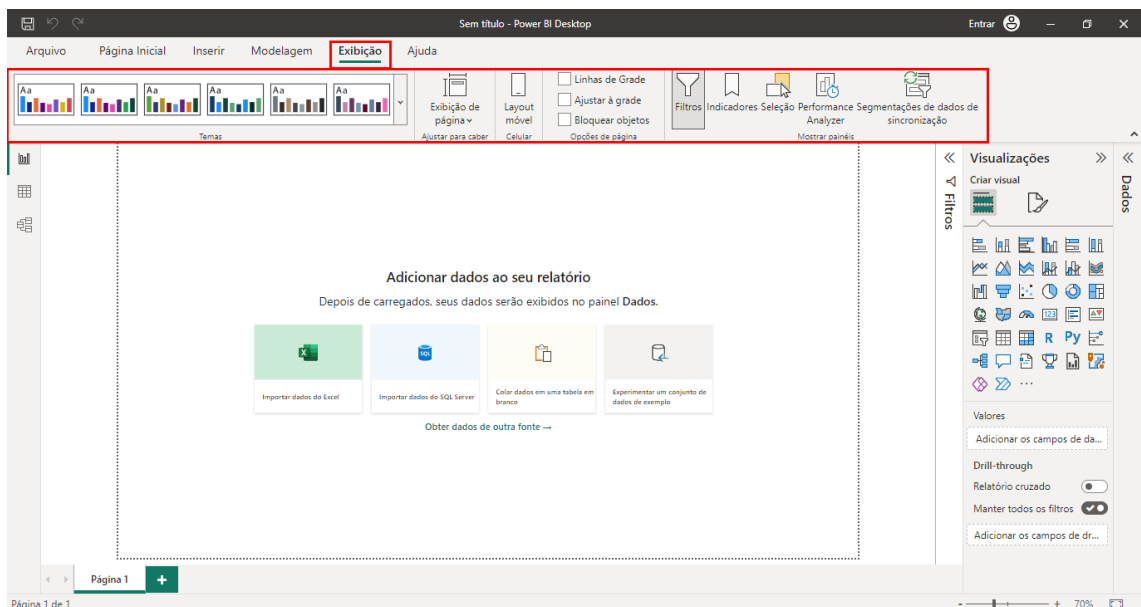 Sem título - Power BI Desktop
Entrar
Arquivo
Página Inicial
Inserir
Modelagem
Exibição
Ajuda
Aa
Aa
Aa
Aa
Aa
Aa
Temas
Exibição de
página
Ajustar para caber
Layout
móvel
Celular
Linhas de Grade
Ajustar à grade
Bloquear objetos
Opções de página
Filtros
Indicadores
Seleção
Performance
Analyzer
Segmentações de dados de
sincronização
Mostrar painéis
Adicionar dados ao seu relatório
Depois de carregados, seus dados serão exibidos no painel Dados.
Importar dados do Excel
SQL
Importar dados do SQL Server
Colar dados em uma tabela em
branco
Experimentar um conjunto de
dados de exemplo
Obter dados de outra fonte →
Filtros
Visualizações
Criar visual
123
R
Py
...
Valores
Adicionar os campos de da...
Drill-through
Relatório cruzado
Manter todos os filtros
Adicionar os campos de dr...
Dados
Página 1
+
Página 1 de 1
- + 70%